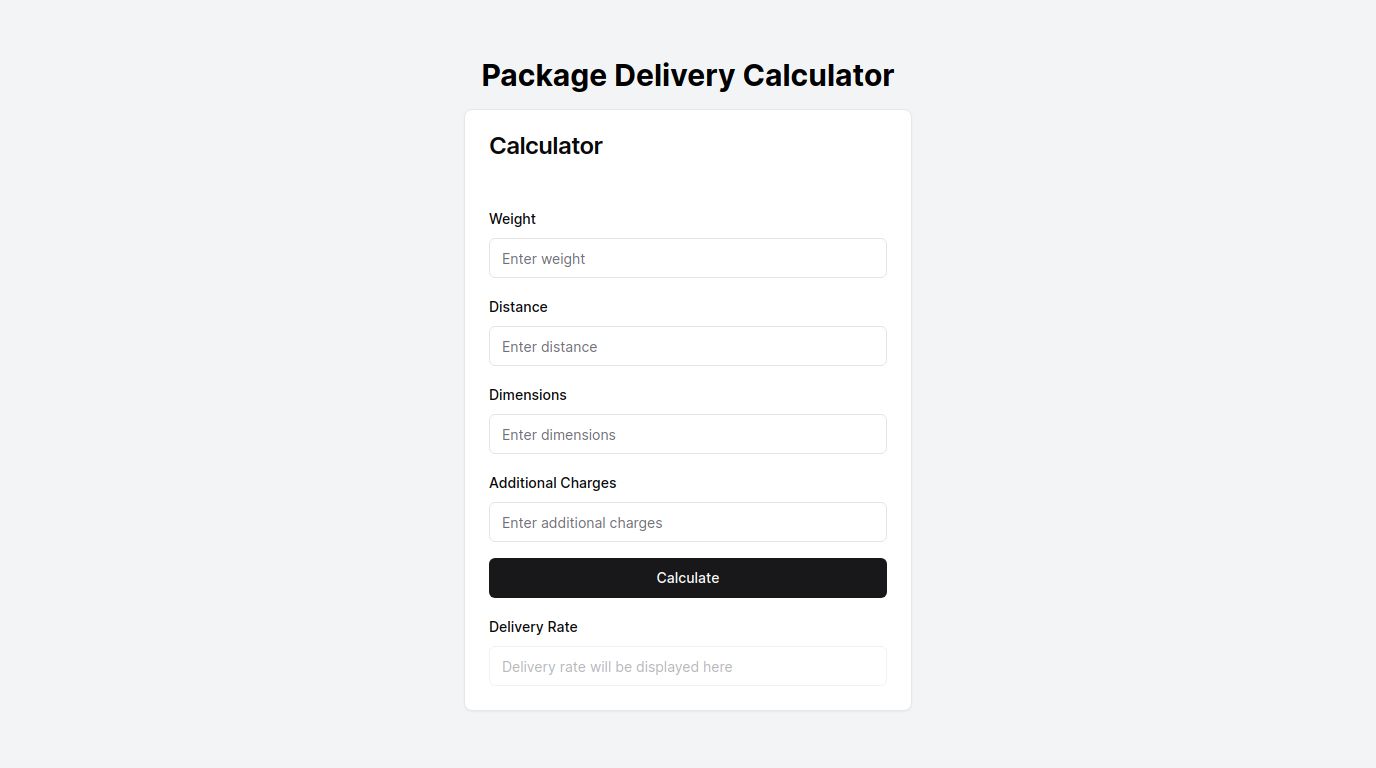 Package Delivery Calculator
Calculator
Weight
Enter weight
Distance
Enter distance
Dimensions
Enter dimensions
Additional Charges
Enter additional charges
Calculate
Delivery Rate
Delivery rate will be displayed here